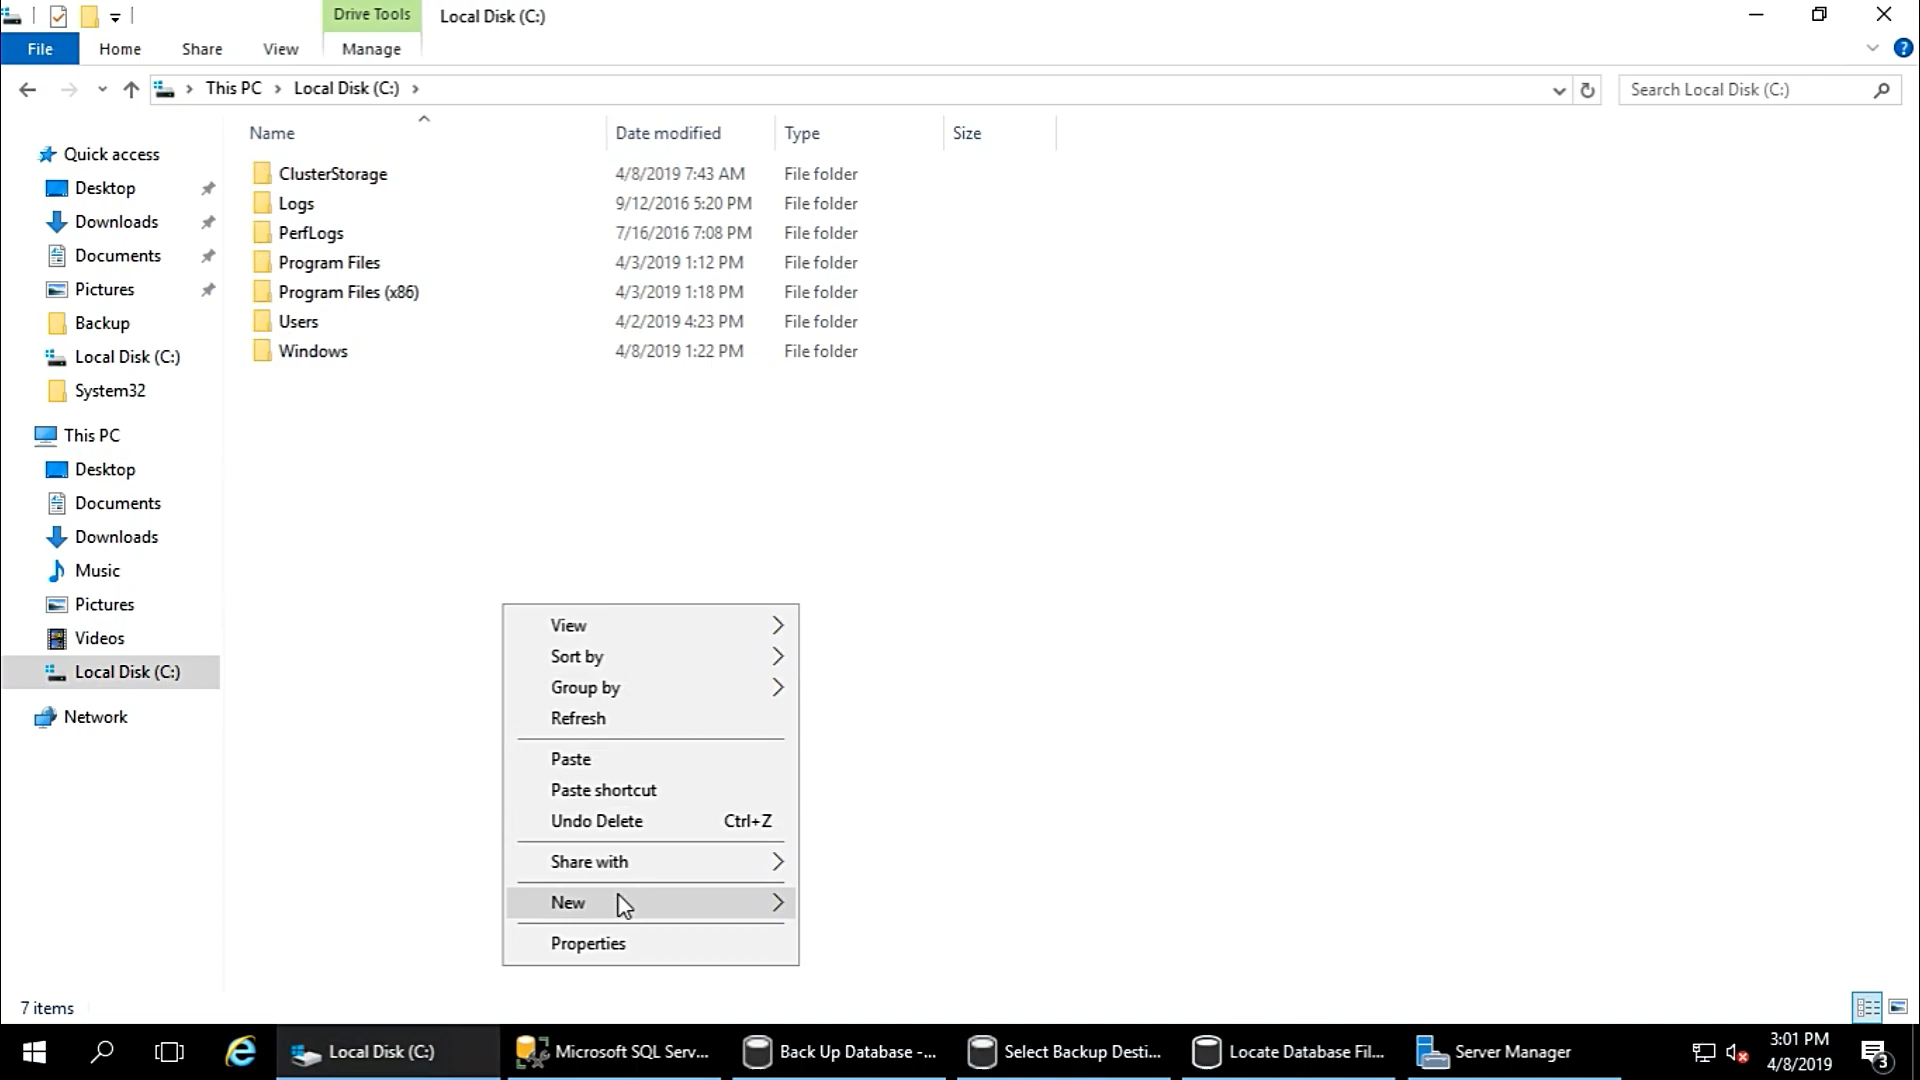 Drive Tools
Local Disk (C:)
File
Home
Share
View
Manage
This PC
Local Disk (C:)
Search Local Disk (C:)
Name
Date modified
Type
Size
Quick access
Desktop
Downloads
Documents
Pictures
Backup
Local Disk (C:)
System32
This PC
Desktop
Documents
Downloads
Music
Pictures
Videos
Local Disk (C:)
Network
ClusterStorage 4/8/2019 7:43 AM File folder
Logs 9/12/2016 5:20 PM File folder
PerfLogs 7/16/2016 7:08 PM File folder
Program Files 4/3/2019 1:12 PM File folder
Program Files (x86) 4/3/2019 1:18 PM File folder
Users 4/2/2019 4:23 PM File folder
Windows 4/8/2019 1:22 PM File folder
View
Sort by
Group by
Refresh
Paste
Paste shortcut
Undo Delete Ctrl+Z
Share with
New
Properties
7 items
Local Disk (C:)
Microsoft SQL Serv...
Back Up Database -...
Select Backup Desti...
Locate Database Fil...
Server Manager
3:01 PM
4/8/2019
3